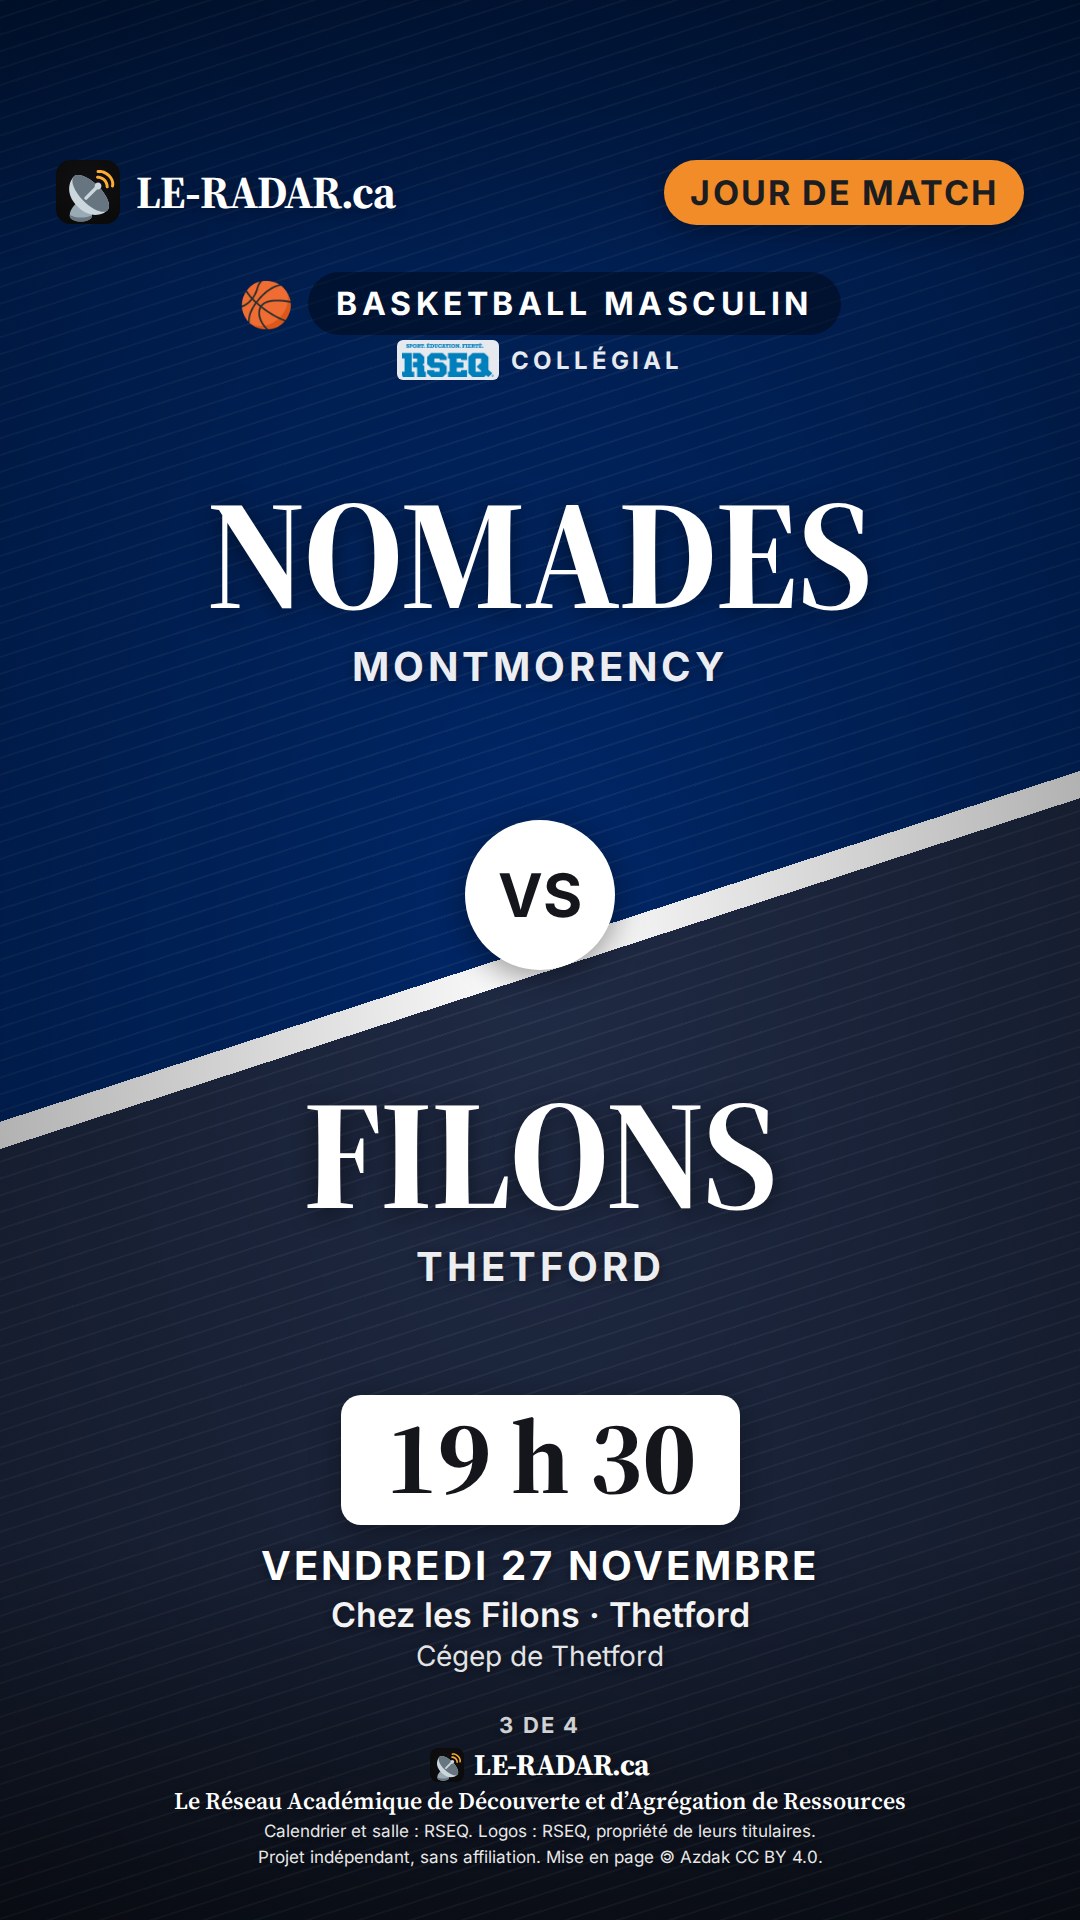 LE-RADAR.ca
JOUR DE MATCH
BASKETBALL MASCULIN
SPORT. ÉDUCATION. FIERTÉ.
RSEQ
COLLÉGIAL
NOMADES
MONTMORENCY
VS
FILONS
THETFORD
19 h 30
VENDREDI 27 NOVEMBRE
Chez les Filons · Thetford
Cégep de Thetford
3 DE 4
LE-RADAR.ca
Le Réseau Académique de Découverte et d’Agrégation de Ressources
Calendrier et salle : RSEQ. Logos : RSEQ, propriété de leurs titulaires.
Projet indépendant, sans affiliation. Mise en page 🄯 Azdak CC BY 4.0.